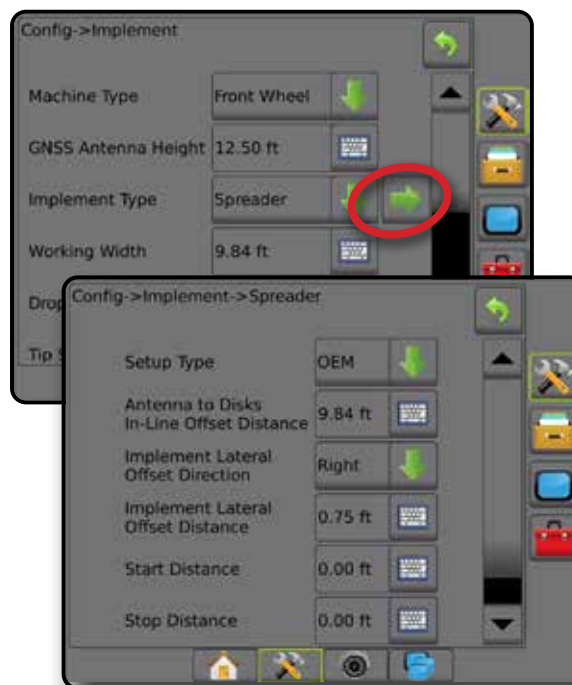 Config->Implement
Machine Type Front Wheel
GNSS Antenna Height 12.50 ft
Implement Type Spreader
Working Width 9.84 ft
Config->Implement->Spreader
Setup Type OEM
Antenna to Disks
In-Line Offset Distance 9.84 ft
Implement Lateral
Offset Direction Right
Implement Lateral
Offset Distance 0.75 ft
Start Distance 0.00 ft
Stop Distance 0.00 ft
Tip